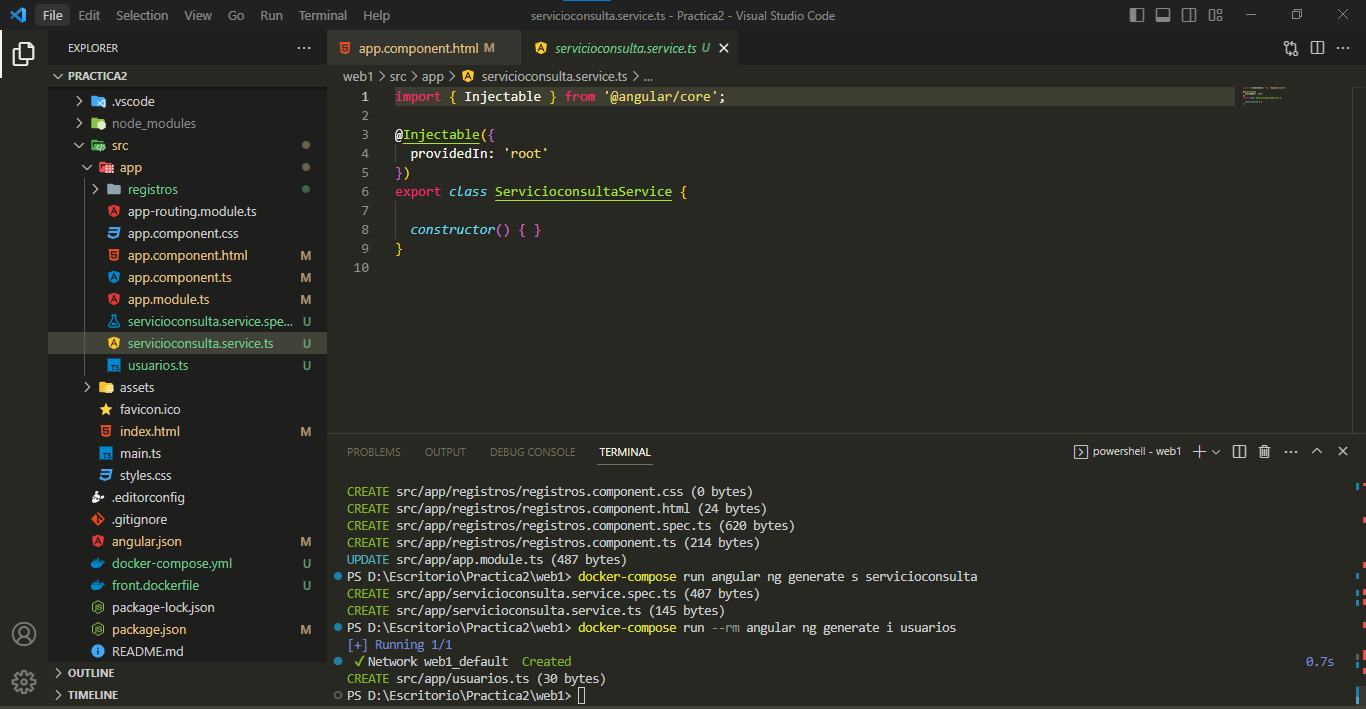 File Edit Selection View Go Run Terminal Help
servicioconsulta.service.ts - Practica2 - Visual Studio Code
EXPLORER
PRACTICA2
.vscode
node_modules
src
app
registros
app-routing.module.ts
app.component.css
app.component.html M
app.component.ts M
app.module.ts M
servicioconsulta.service.spe... U
servicioconsulta.service.ts U
usuarios.ts U
assets
favicon.ico
index.html M
main.ts
styles.css
.editorconfig
.gitignore
angular.json M
docker-compose.yml U
front.dockerfile U
package-lock.json
package.json M
README.md
OUTLINE
TIMELINE
app.component.html M
servicioconsulta.service.ts U
web1 > src > app > servicioconsulta.service.ts > ...
1 import { Injectable } from '@angular/core';
2
3 @Injectable({
4 providedIn: 'root'
5 })
6 export class ServicioconsultaService {
7
8 constructor() { }
9 }
10
PROBLEMS OUTPUT DEBUG CONSOLE TERMINAL
powershell - web1
CREATE src/app/registros/registros.component.css (0 bytes)
CREATE src/app/registros/registros.component.html (24 bytes)
CREATE src/app/registros/registros.component.spec.ts (620 bytes)
CREATE src/app/registros/registros.component.ts (214 bytes)
UPDATE src/app/app.module.ts (487 bytes)
PS D:\Escritorio\Practica2\web1> docker-compose run angular ng generate s servicioconsulta
CREATE src/app/servicioconsulta.service.spec.ts (407 bytes)
CREATE src/app/servicioconsulta.service.ts (145 bytes)
PS D:\Escritorio\Practica2\web1> docker-compose run --rm angular ng generate i usuarios
[+] Running 1/1
✓ Network web1_default Created 0.7s
CREATE src/app/usuarios.ts (30 bytes)
PS D:\Escritorio\Practica2\web1>